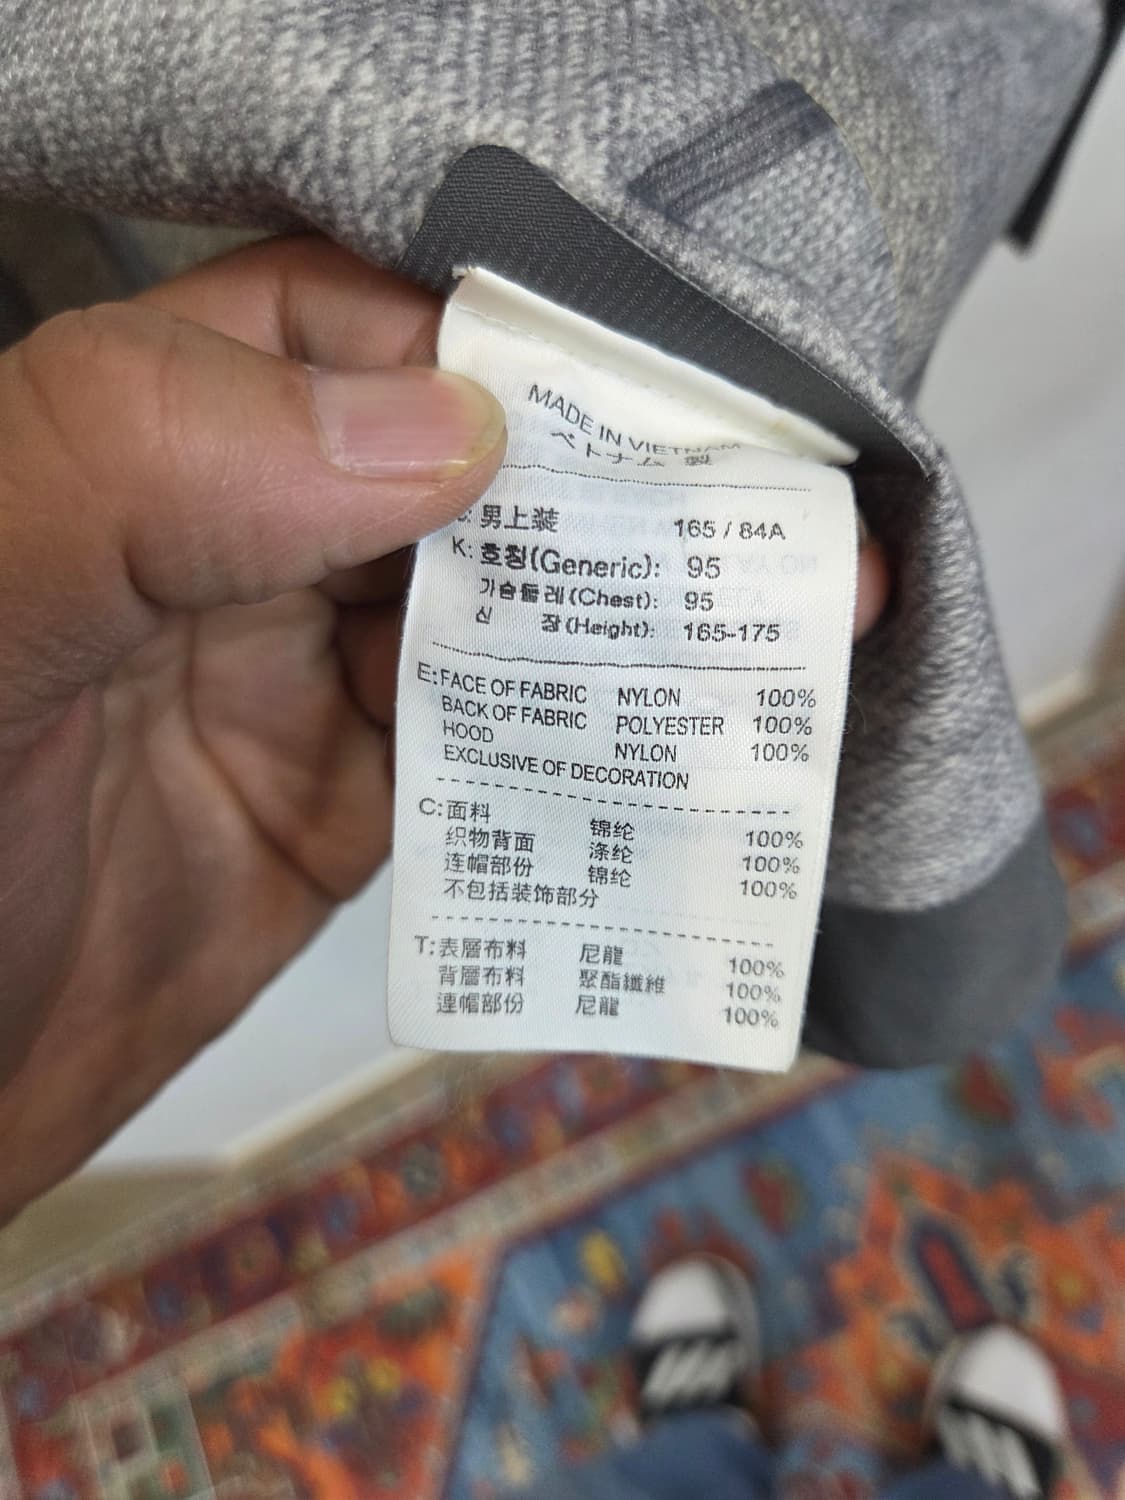 MADE IN VIETNAM
ベトナム 製
男上装 165 / 84A
K: 호칭(Generic): 95
가슴둘레(Chest): 95
신 장(Height): 165-175
E: FACE OF FABRIC NYLON 100%
BACK OF FABRIC POLYESTER 100%
HOOD NYLON 100%
EXCLUSIVE OF DECORATION
C: 面料 锦纶 100%
织物背面 涤纶 100%
连帽部份 锦纶 100%
不包括装饰部分
T: 表層布料 尼龍 100%
背層布料 聚酯纖維 100%
連帽部份 尼龍 100%